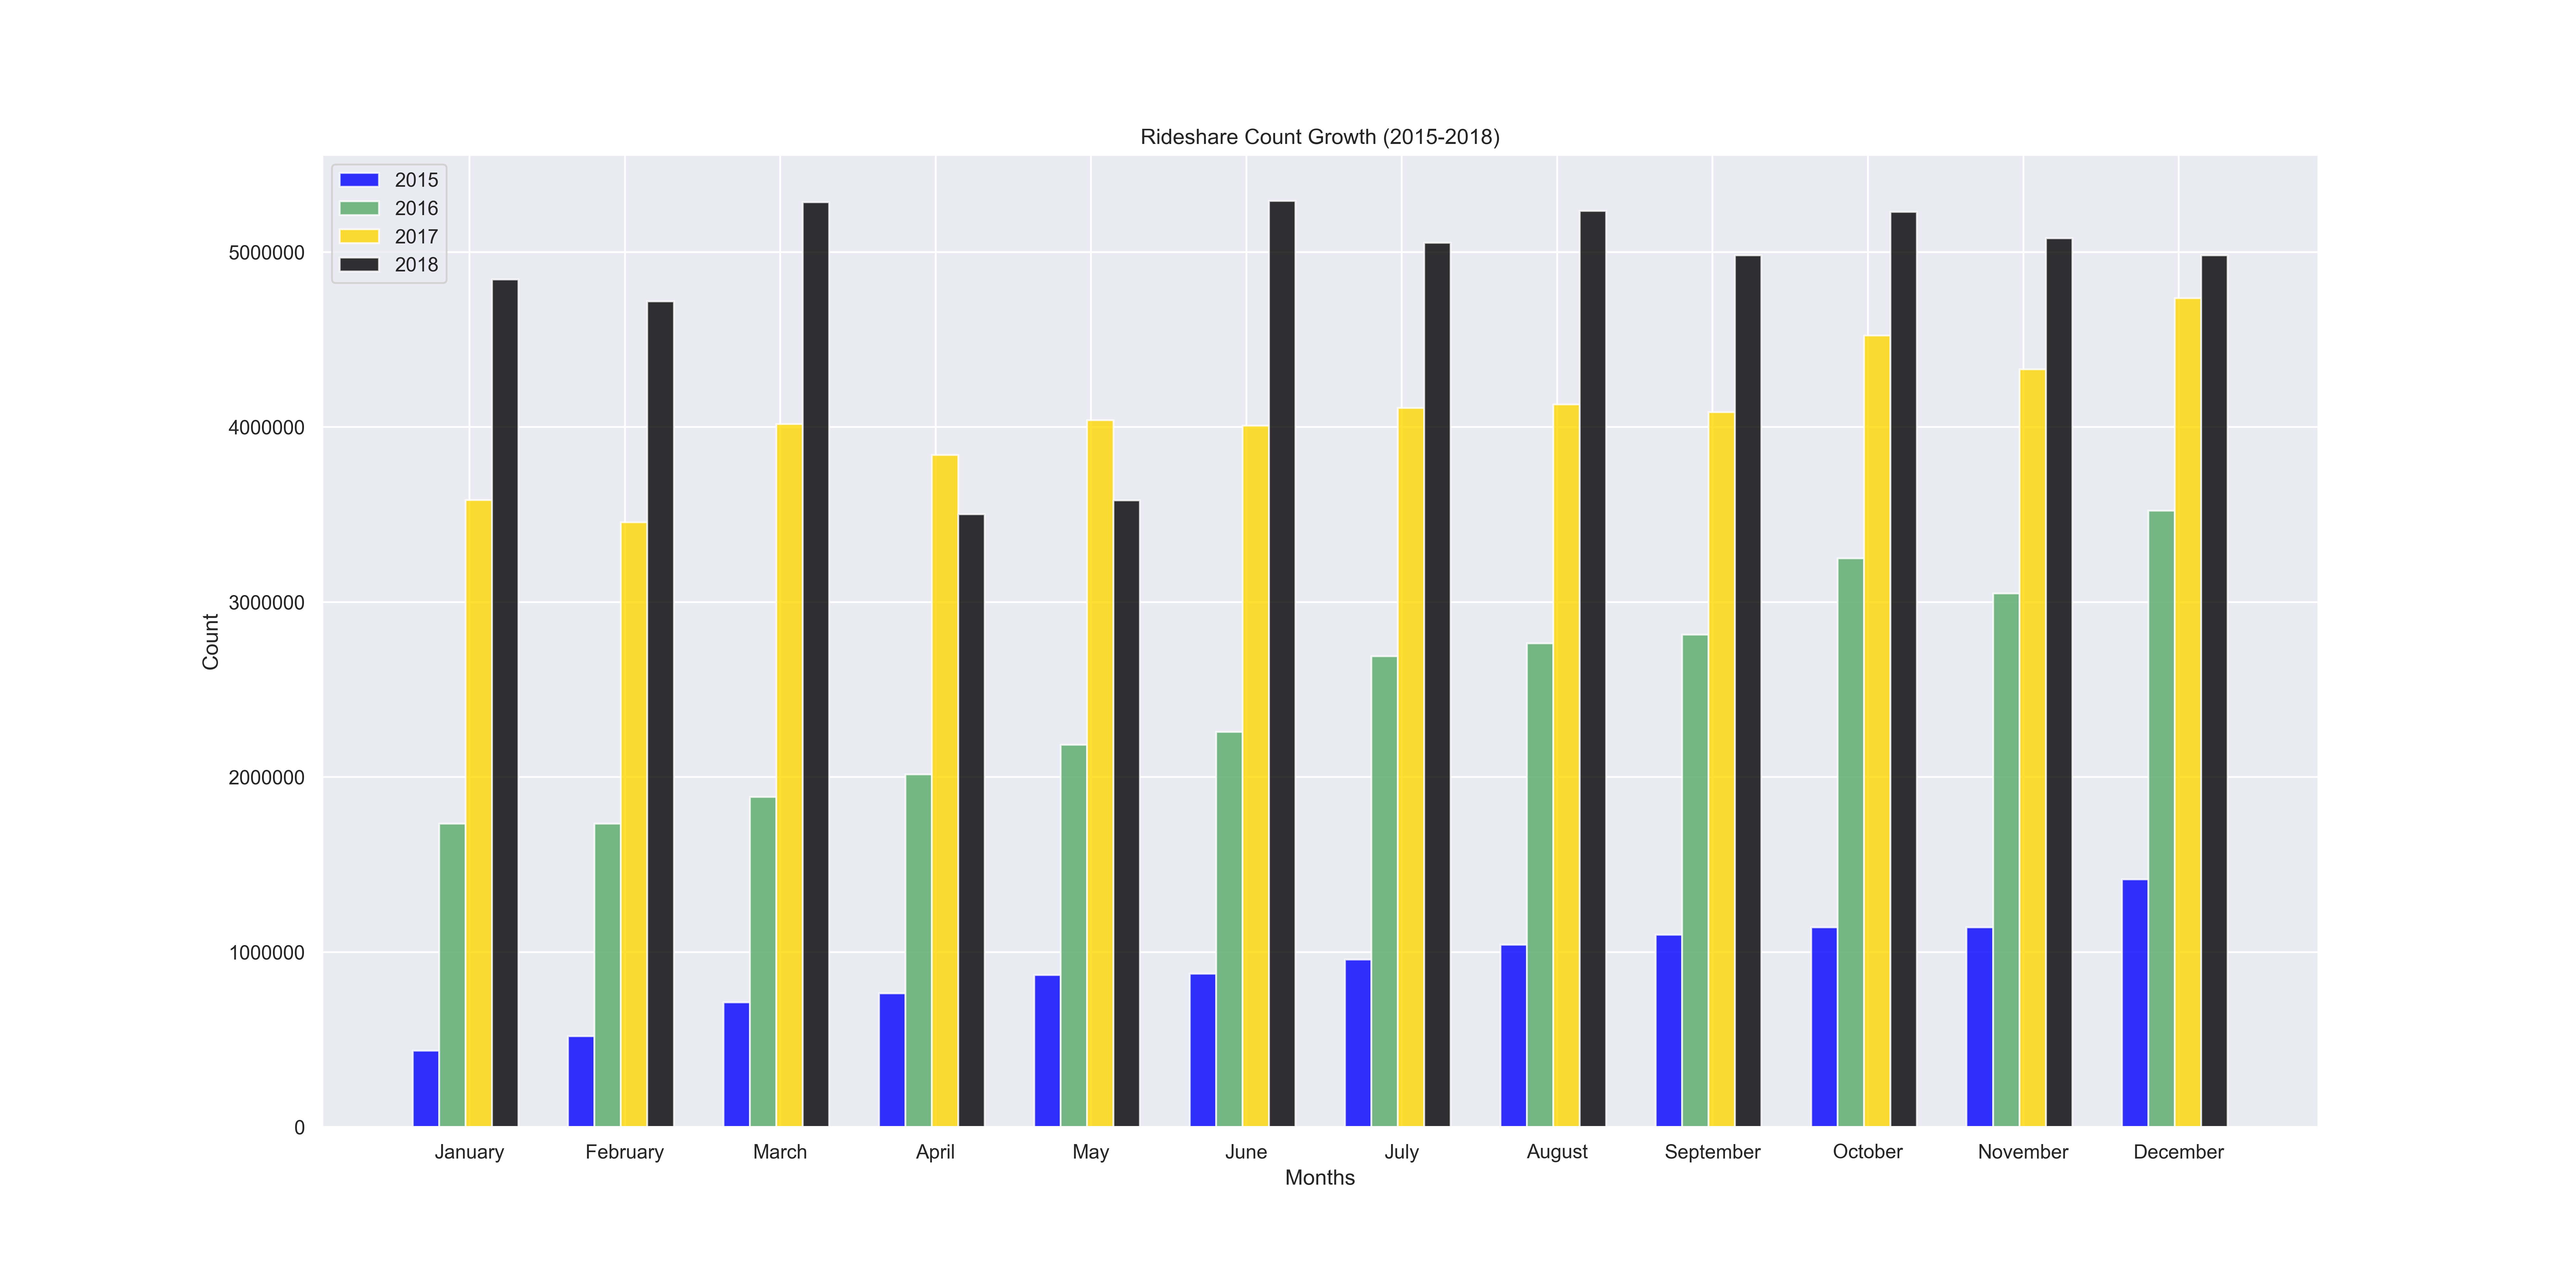 Rideshare Count Growth (2015-2018)
2015
2016
2017
2018
5000000
4000000
3000000
2000000
1000000
0
Count
January February March April May June July August September October November December
Months